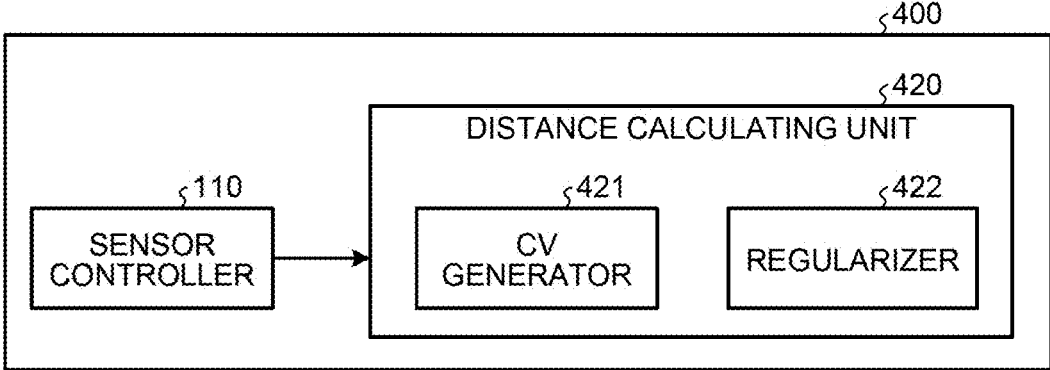 400
420
DISTANCE CALCULATING UNIT
110
421
422
SENSOR
CONTROLLER
CV
GENERATOR
REGULARIZER